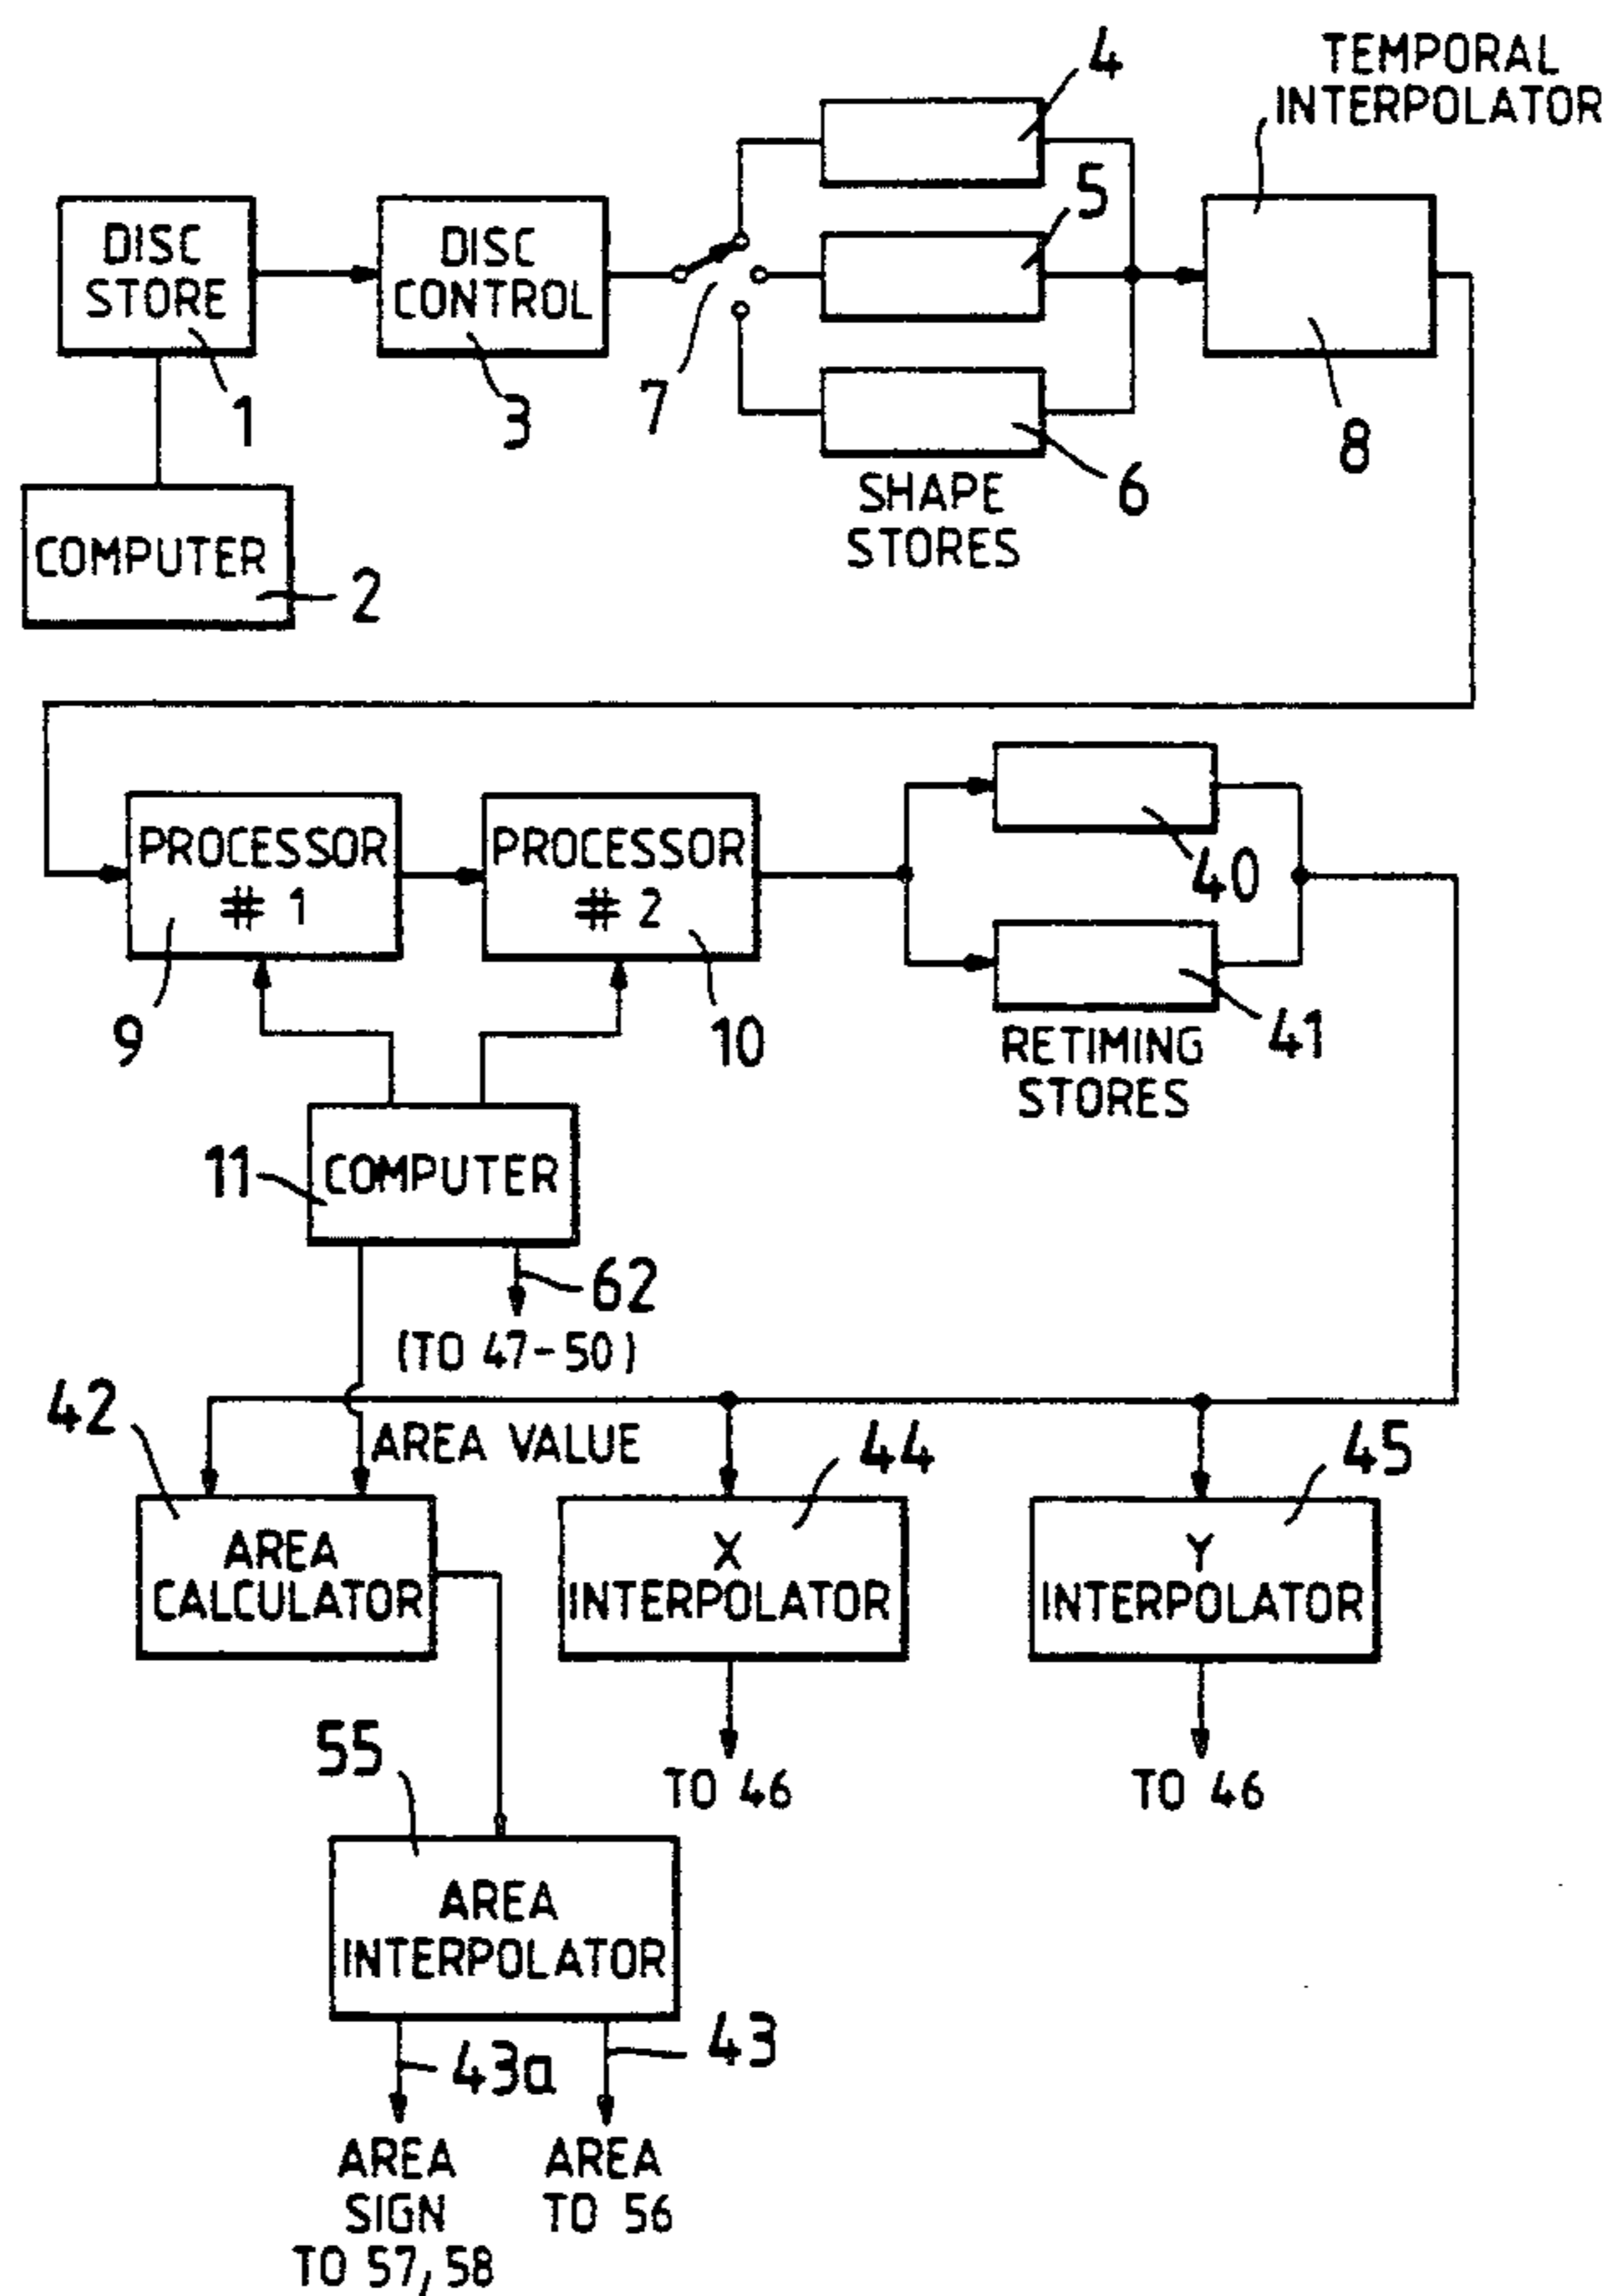 4
TEMPORAL
INTERPOLATOR
DISC
STORE
1
DISC
CONTROL
3
7
5
8
6
SHAPE
STORES
COMPUTER
2
PROCESSOR
# 1
9
PROCESSOR
# 2
10
40
41
RETIMING
STORES
11
COMPUTER
62
(TO 47-50)
42
AREA VALUE
44
45
AREA
CALCULATOR
X
INTERPOLATOR
Y
INTERPOLATOR
55
TO 46
TO 46
AREA
INTERPOLATOR
43a
43
AREA
SIGN
TO 57, 58
AREA
TO 56